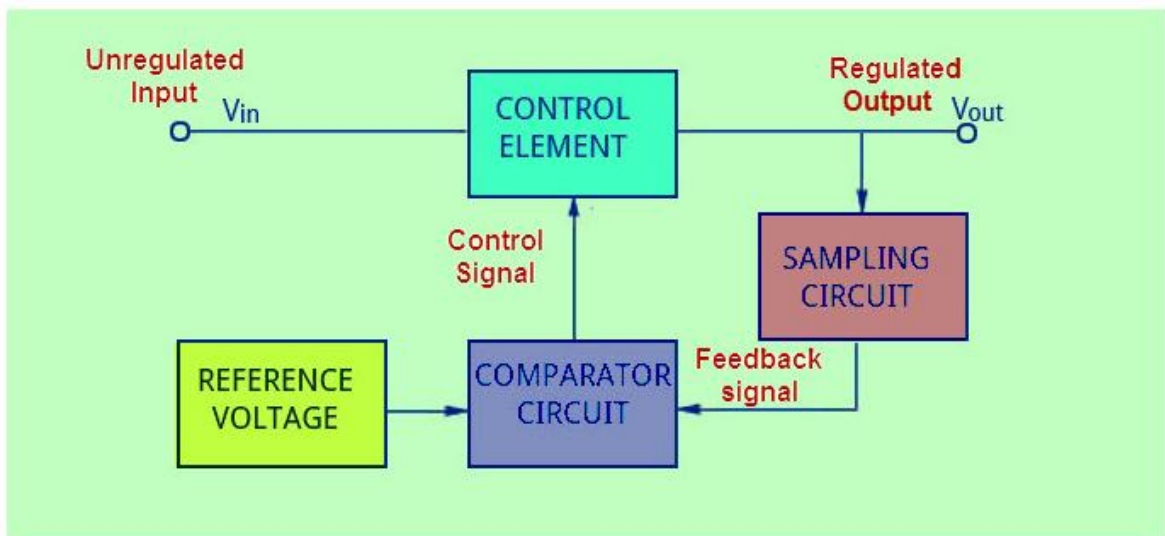 Unregulated
Input
Vin
CONTROL
ELEMENT
Regulated
Output
Vout
Control
Signal
SAMPLING
CIRCUIT
REFERENCE
VOLTAGE
COMPARATOR
CIRCUIT
Feedback
signal